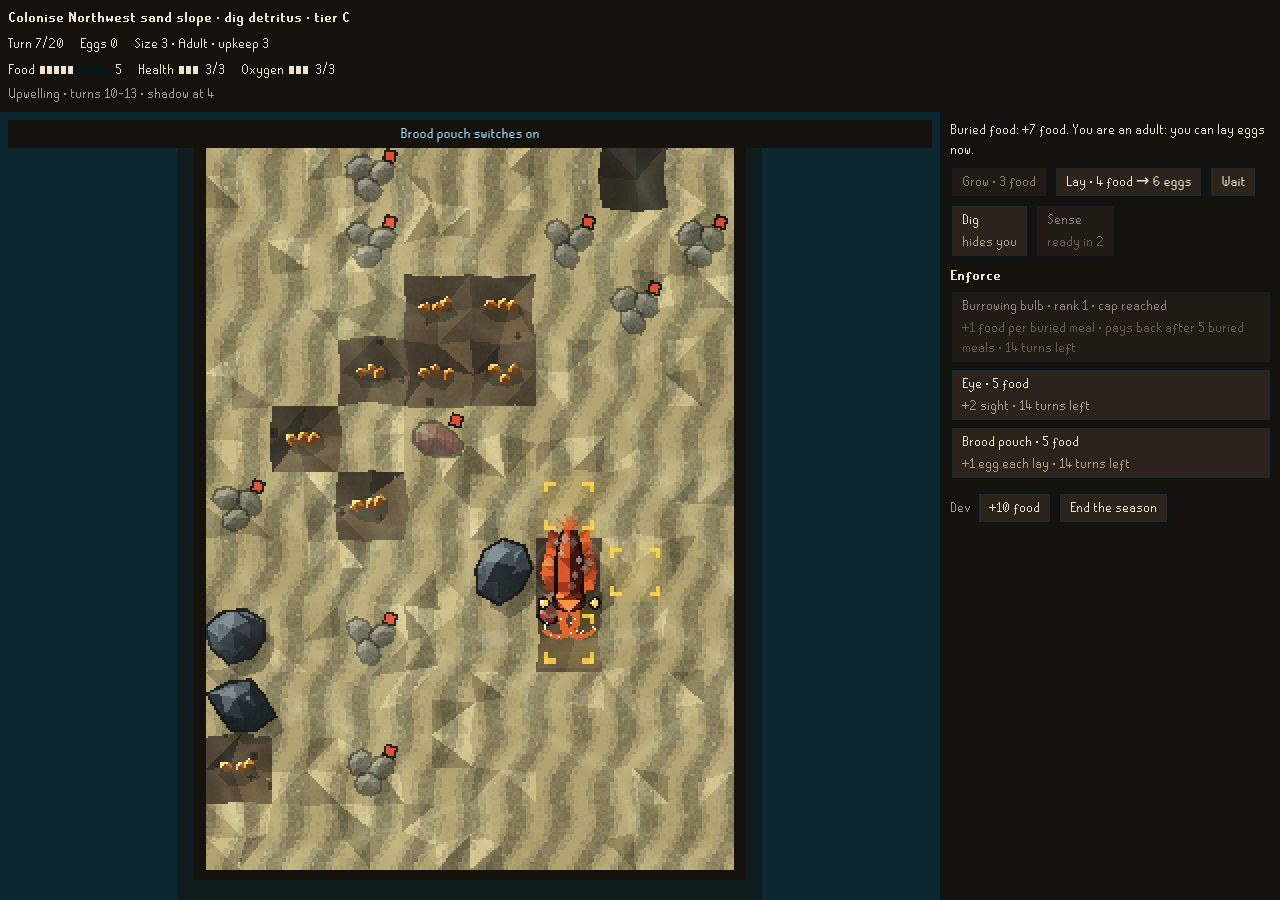 Colonise Northwest sand slope · dig detritus · tier C
Turn 7/20 Eggs 0 Size 3 · Adult · upkeep 3
Food 5 Health 3/3 Oxygen 3/3
Upwelling · turns 10-13 · shadow at 4
Brood pouch switches on
Buried food: +7 food. You are an adult: you can lay eggs
now.
Grow · 3 food Lay · 4 food → 6 eggs Wait
Dig
hides you
Sense
ready in 2
Enforce
Burrowing bulb · rank 1 · cap reached
+1 food per buried meal · pays back after 5 buried
meals · 14 turns left
Eye · 5 food
+2 sight · 14 turns left
Brood pouch · 5 food
+1 egg each lay · 14 turns left
Dev +10 food End the season